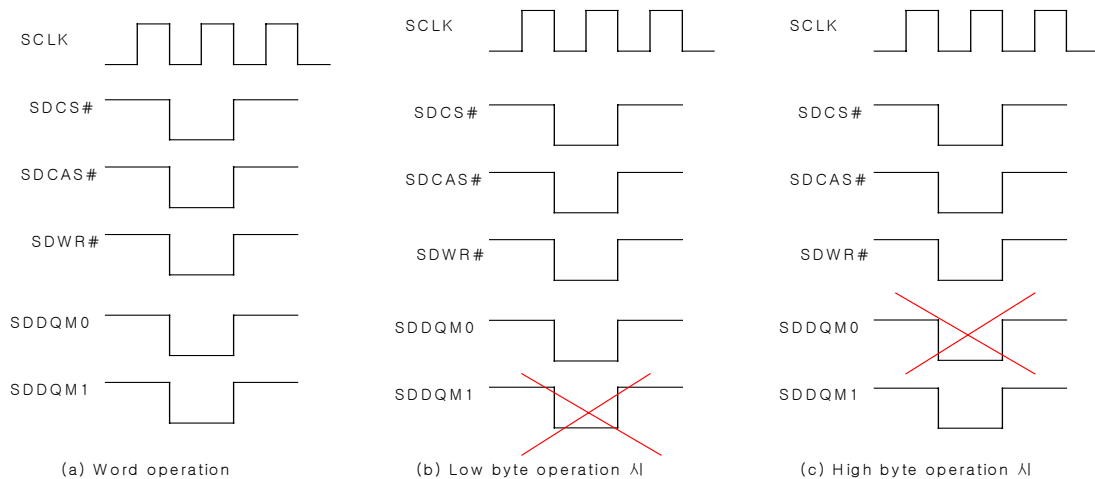 SCLK
SDCS#
SDCAS#
SDWR#
SDDQM0
SDDQM1
(a) Word operation
SCLK
SDCS#
SDCAS#
SDWR#
SDDQM0
SDDQM1
(b) Low byte operation 시
SCLK
SDCS#
SDCAS#
SDWR#
SDDQM0
SDDQM1
(c) High byte operation 시